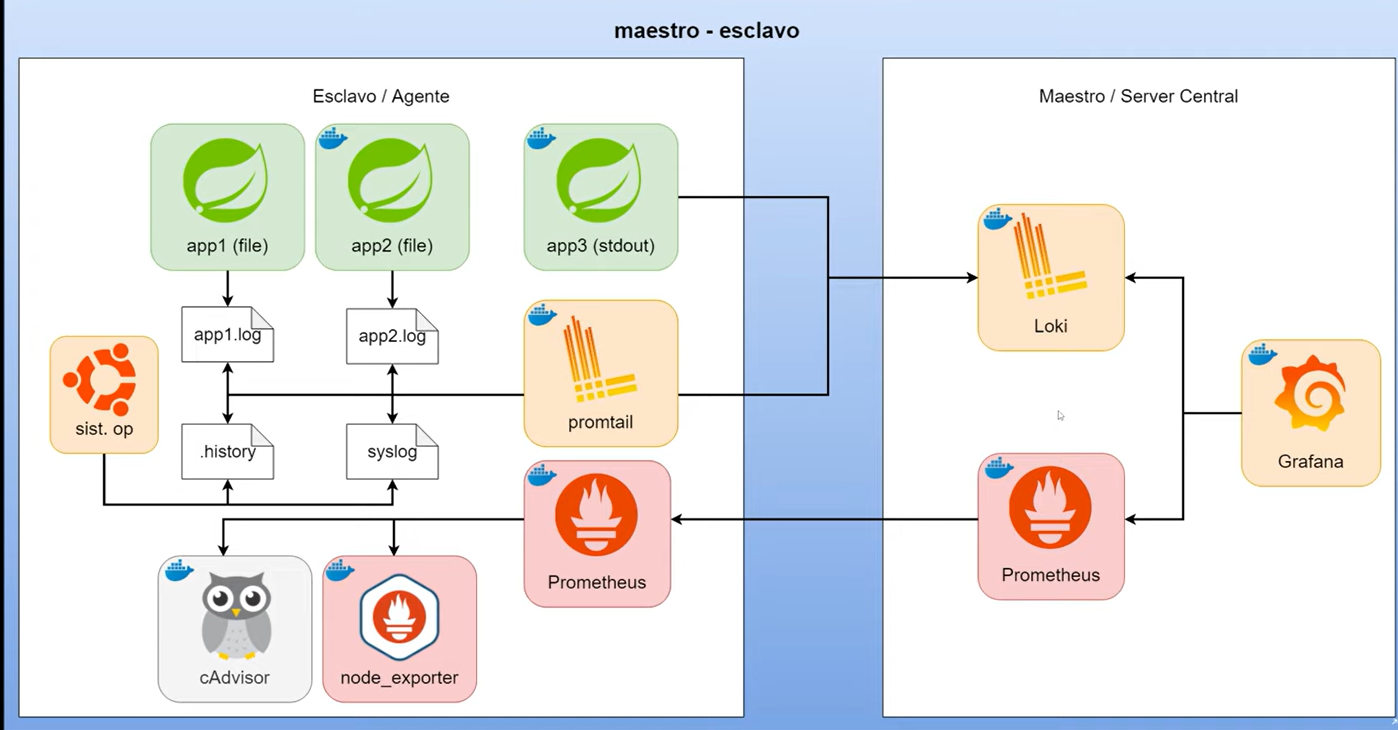 maestro - esclavo
Esclavo / Agente
Maestro / Server Central
app1 (file)
app2 (file)
app3 (stdout)
app1.log
app2.log
Loki
promtail
sist. op
.history
syslog
Grafana
Prometheus
Prometheus
cAdvisor
node_exporter